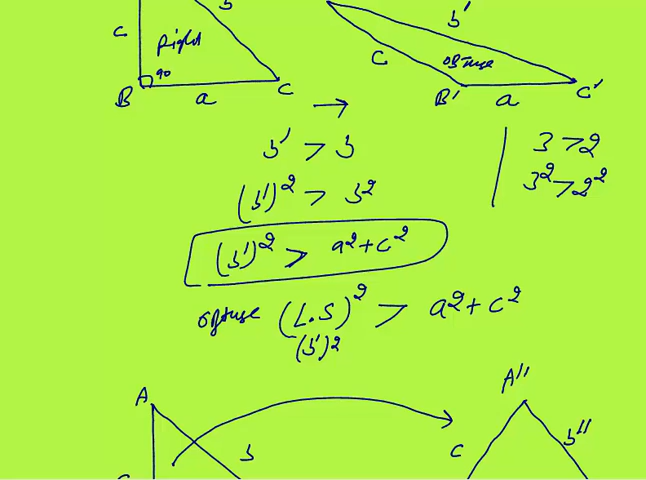 b b'
c Right c obtuse
90
B a C B' a C'
b' > b
3 > 2
(b')² > b²
3² > 2²
(b')² > a² + c²
obtuse (L.S)² > a² + c²
(b')²
A A''
b c b''
c